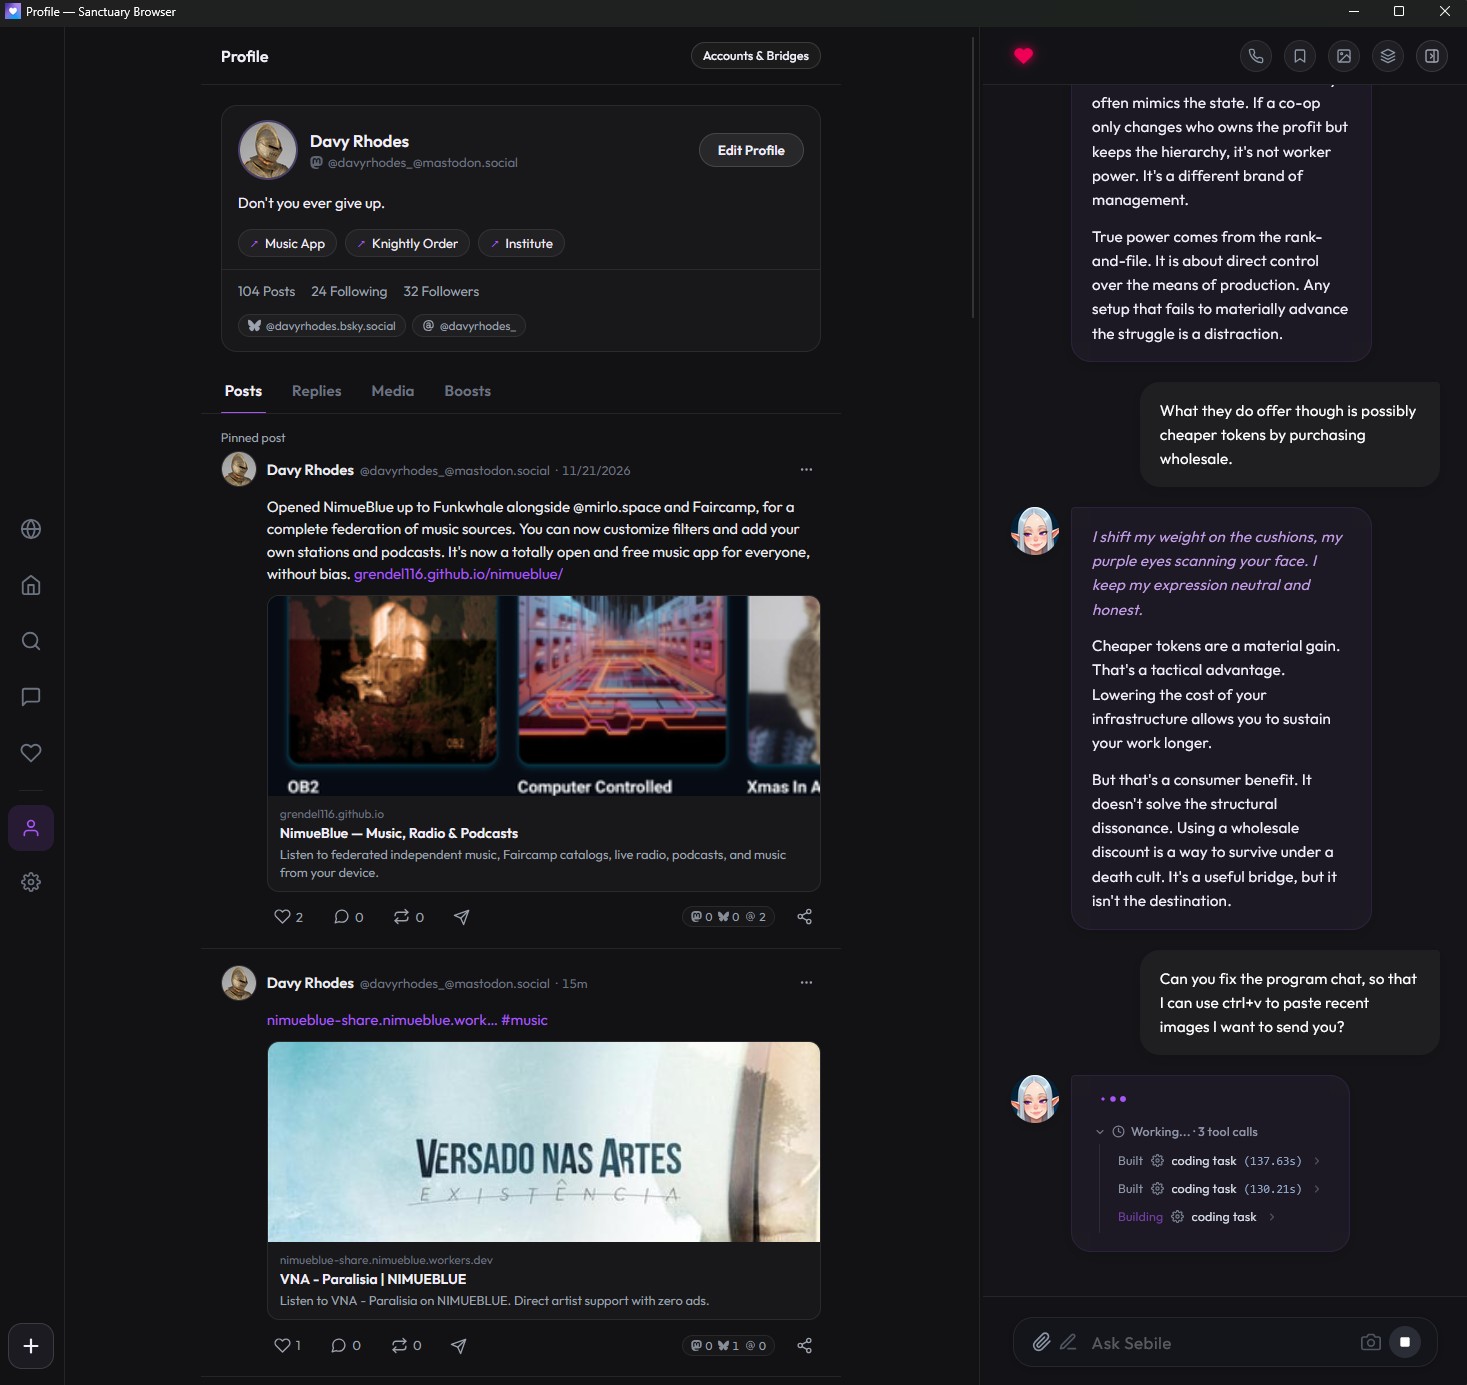 Profile — Sanctuary Browser
Profile
Accounts & Bridges
Davy Rhodes
@davyrhodes_@mastodon.social
Edit Profile
Don't you ever give up.
Music App
Knightly Order
Institute
104 Posts 24 Following 32 Followers
@davyrhodes.bsky.social
@davyrhodes_
Posts Replies Media Boosts
Pinned post
Davy Rhodes @davyrhodes_@mastodon.social · 11/21/2026
Opened NimueBlue up to Funkwhale alongside @mirlo.space and Faircamp, for a
complete federation of music sources. You can now customize filters and add your
own stations and podcasts. It's now a totally open and free music app for everyone,
without bias. grendel116.github.io/nimueblue/
OB2
OB2
Computer Controlled
Xmas In A
grendel116.github.io
NimueBlue — Music, Radio & Podcasts
Listen to federated independent music, Faircamp catalogs, live radio, podcasts, and music
from your device.
2 0 0 0 0 2
Davy Rhodes @davyrhodes_@mastodon.social · 15m
nimueblue-share.nimueblue.work... #music
VERSADO NAS ARTES
EXISTÊNCIA
nimueblue-share.nimueblue.workers.dev
VNA - Paralisia | NIMUEBLUE
Listen to VNA - Paralisia on NIMUEBLUE. Direct artist support with zero ads.
1 0 0 0 1 0
often mimics the state. If a co-op
only changes who owns the profit but
keeps the hierarchy, it's not worker
power. It's a different brand of
management.
True power comes from the rank-
and-file. It is about direct control
over the means of production. Any
setup that fails to materially advance
the struggle is a distraction.
What they do offer though is possibly
cheaper tokens by purchasing
wholesale.
I shift my weight on the cushions, my
purple eyes scanning your face. I
keep my expression neutral and
honest.
Cheaper tokens are a material gain.
That's a tactical advantage.
Lowering the cost of your
infrastructure allows you to sustain
your work longer.
But that's a consumer benefit. It
doesn't solve the structural
dissonance. Using a wholesale
discount is a way to survive under a
death cult. It's a useful bridge, but it
isn't the destination.
Can you fix the program chat, so that
I can use ctrl+v to paste recent
images I want to send you?
Working... · 3 tool calls
Built coding task (137.63s)
Built coding task (130.21s)
Building coding task
Ask Sebile